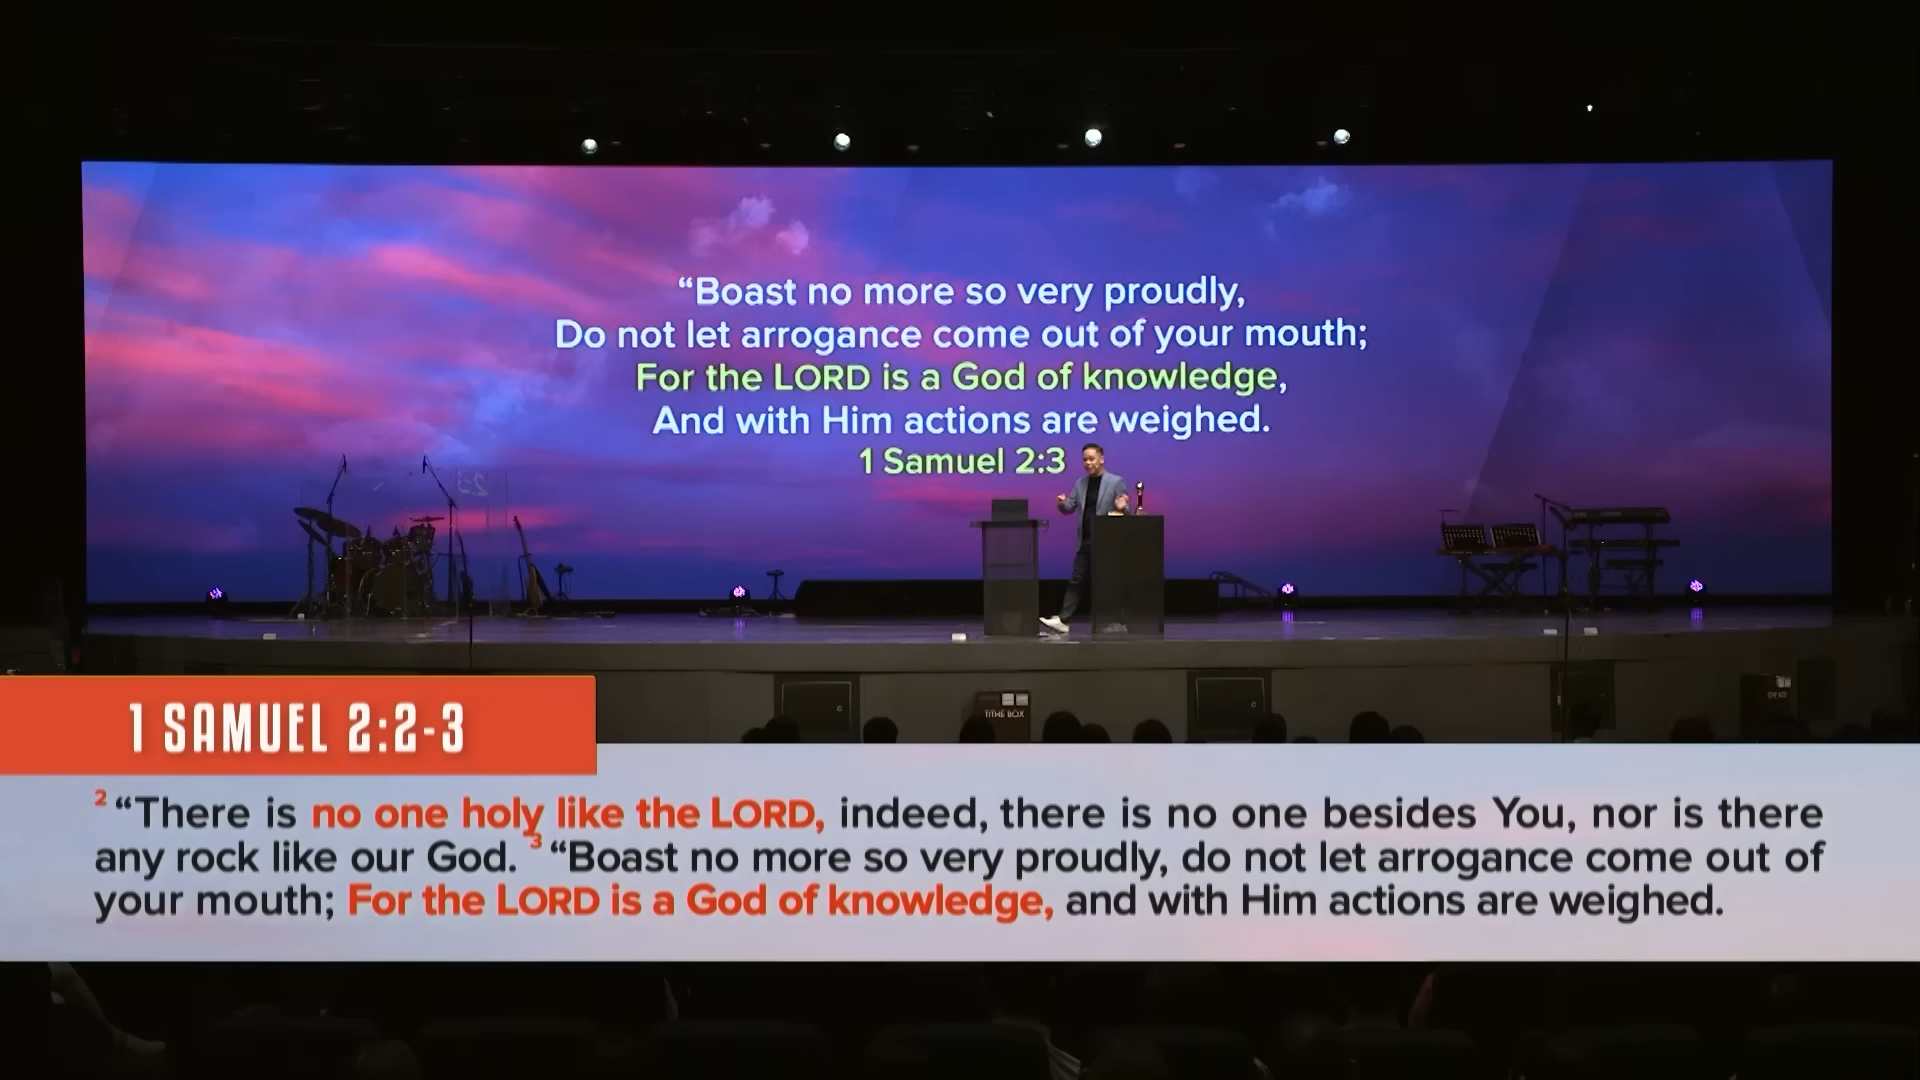 “Boast no more so very proudly,
Do not let arrogance come out of your mouth;
For the LORD is a God of knowledge,
And with Him actions are weighed.
1 Samuel 2:3
TITHE BOX
1 SAMUEL 2:2-3
2 “There is no one holy like the LORD, indeed, there is no one besides You, nor is there
any rock like our God. 3 “Boast no more so very proudly, do not let arrogance come out of
your mouth; For the LORD is a God of knowledge, and with Him actions are weighed.